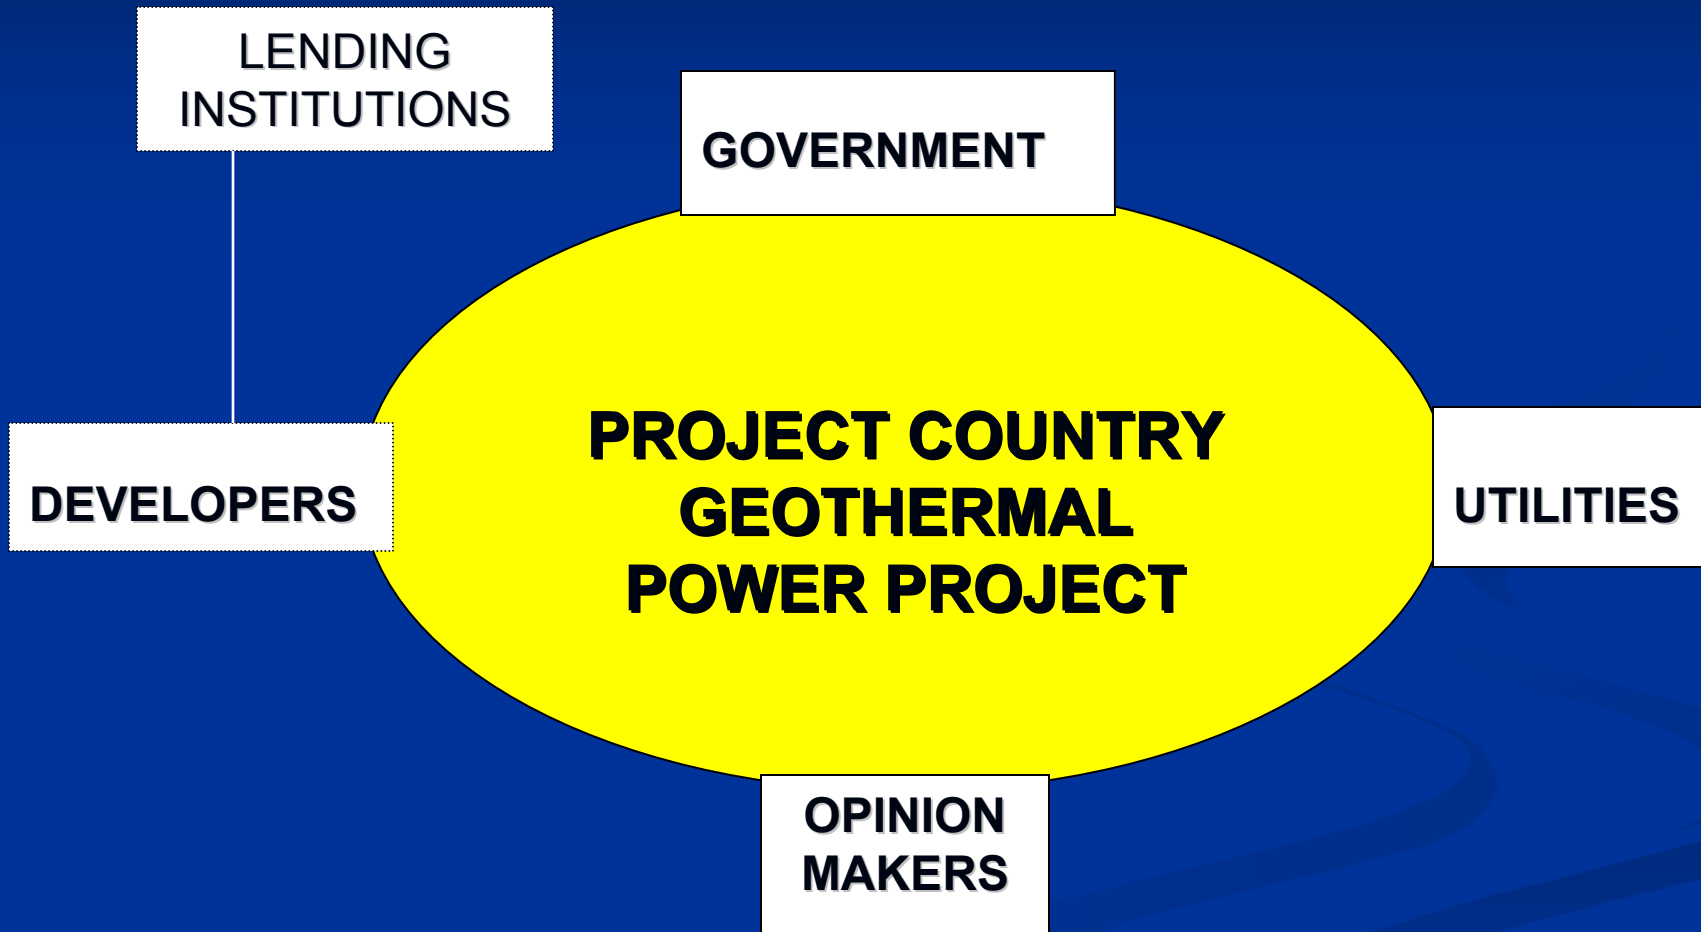 LENDING
INSTITUTIONS
GOVERNMENT
PROJECT COUNTRY
GEOTHERMAL
POWER PROJECT
DEVELOPERS
UTILITIES
OPINION
MAKERS